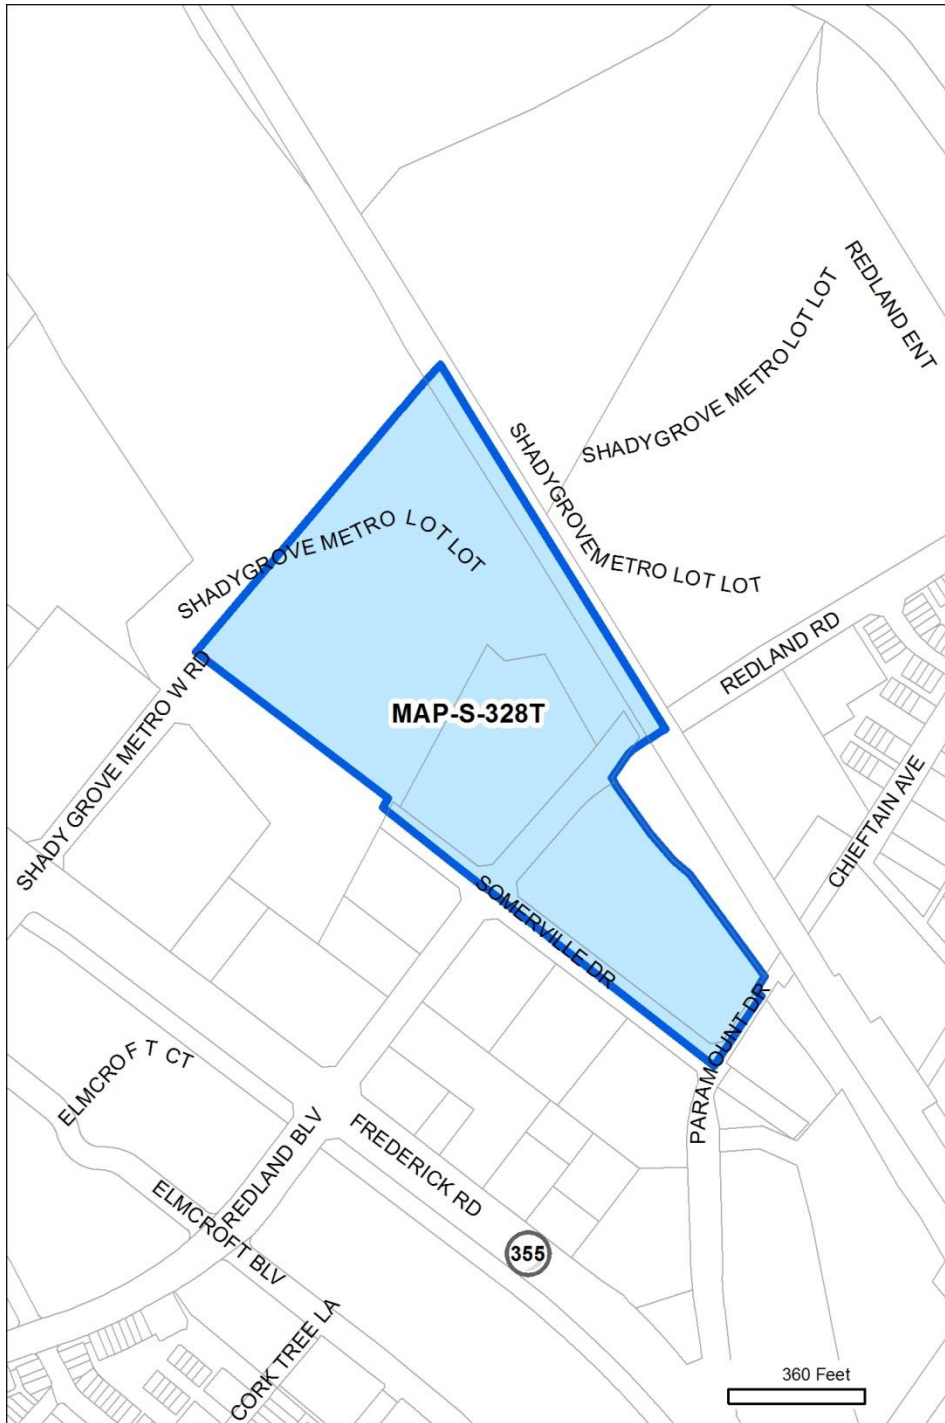 REDLAND ENT
SHADYGROVE METRO LOT LOT
SHADYGROVE METRO LOT LOT
SHADYGROVE METRO LOT LOT
REDLAND RD
SHADY GROVE METRO W RD
MAP-S-328T
CHIEFTAIN AVE
SOMERVILLE DR
PARAMOUNT DR
ELMCROFT CT
REDLAND BLV
FREDERICK RD
ELMCROFT BLV
355
CORK TREE LA
360 Feet